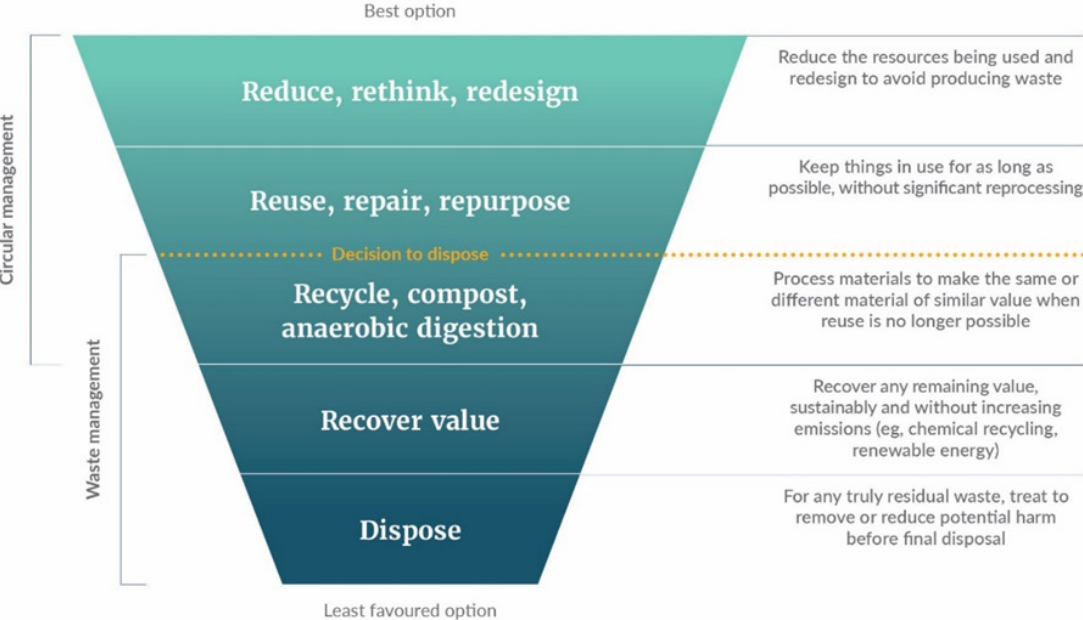 Best option
Circular management
Reduce, rethink, redesign
Reduce the resources being used and
redesign to avoid producing waste
Reuse, repair, repurpose
Keep things in use for as long as
possible, without significant reprocessing
Decision to dispose
Waste management
Recycle, compost,
anaerobic digestion
Process materials to make the same or
different material of similar value when
reuse is no longer possible
Recover value
Recover any remaining value,
sustainably and without increasing
emissions (eg, chemical recycling,
renewable energy)
Dispose
For any truly residual waste, treat to
remove or reduce potential harm
before final disposal
Least favoured option